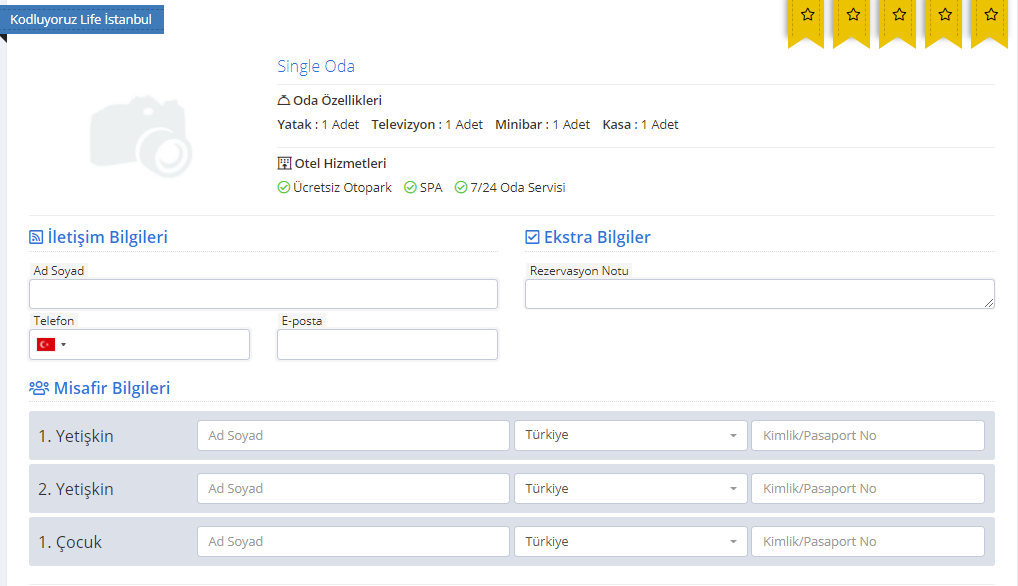 Kodluyoruz Life İstanbul
Single Oda
Oda Özellikleri
Yatak : 1 Adet Televizyon : 1 Adet Minibar : 1 Adet Kasa : 1 Adet
Otel Hizmetleri
Ücretsiz Otopark SPA 7/24 Oda Servisi
İletişim Bilgileri
Ad Soyad
Telefon E-posta
Ekstra Bilgiler
Rezervasyon Notu
Misafir Bilgileri
1. Yetişkin Ad Soyad Türkiye Kimlik/Pasaport No
2. Yetişkin Ad Soyad Türkiye Kimlik/Pasaport No
1. Çocuk Ad Soyad Türkiye Kimlik/Pasaport No